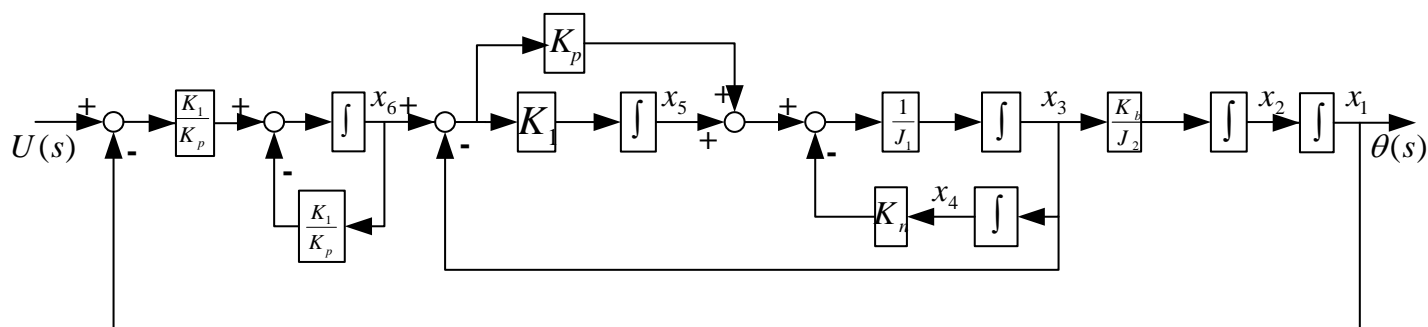 K_p
+
U(s)
-
K_1
K_p
+
-
∫
x_6
K_1
K_p
+
-
K_1
∫
x_5
+
+
+
-
1
J_1
∫
x_3
K_n
x_4
∫
K_b
J_2
∫
x_2
∫
x_1
θ(s)